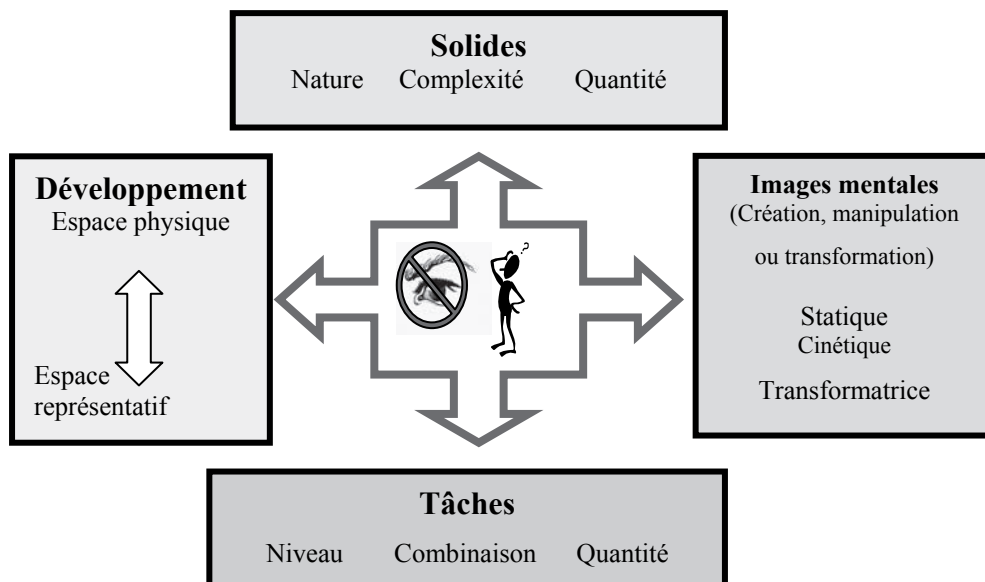 Solides
Nature Complexité Quantité
Développement
Espace physique
Espace
représentatif
?
Images mentales
(Création, manipulation
ou transformation)
Statique
Cinétique
Transformatrice
Tâches
Niveau Combinaison Quantité